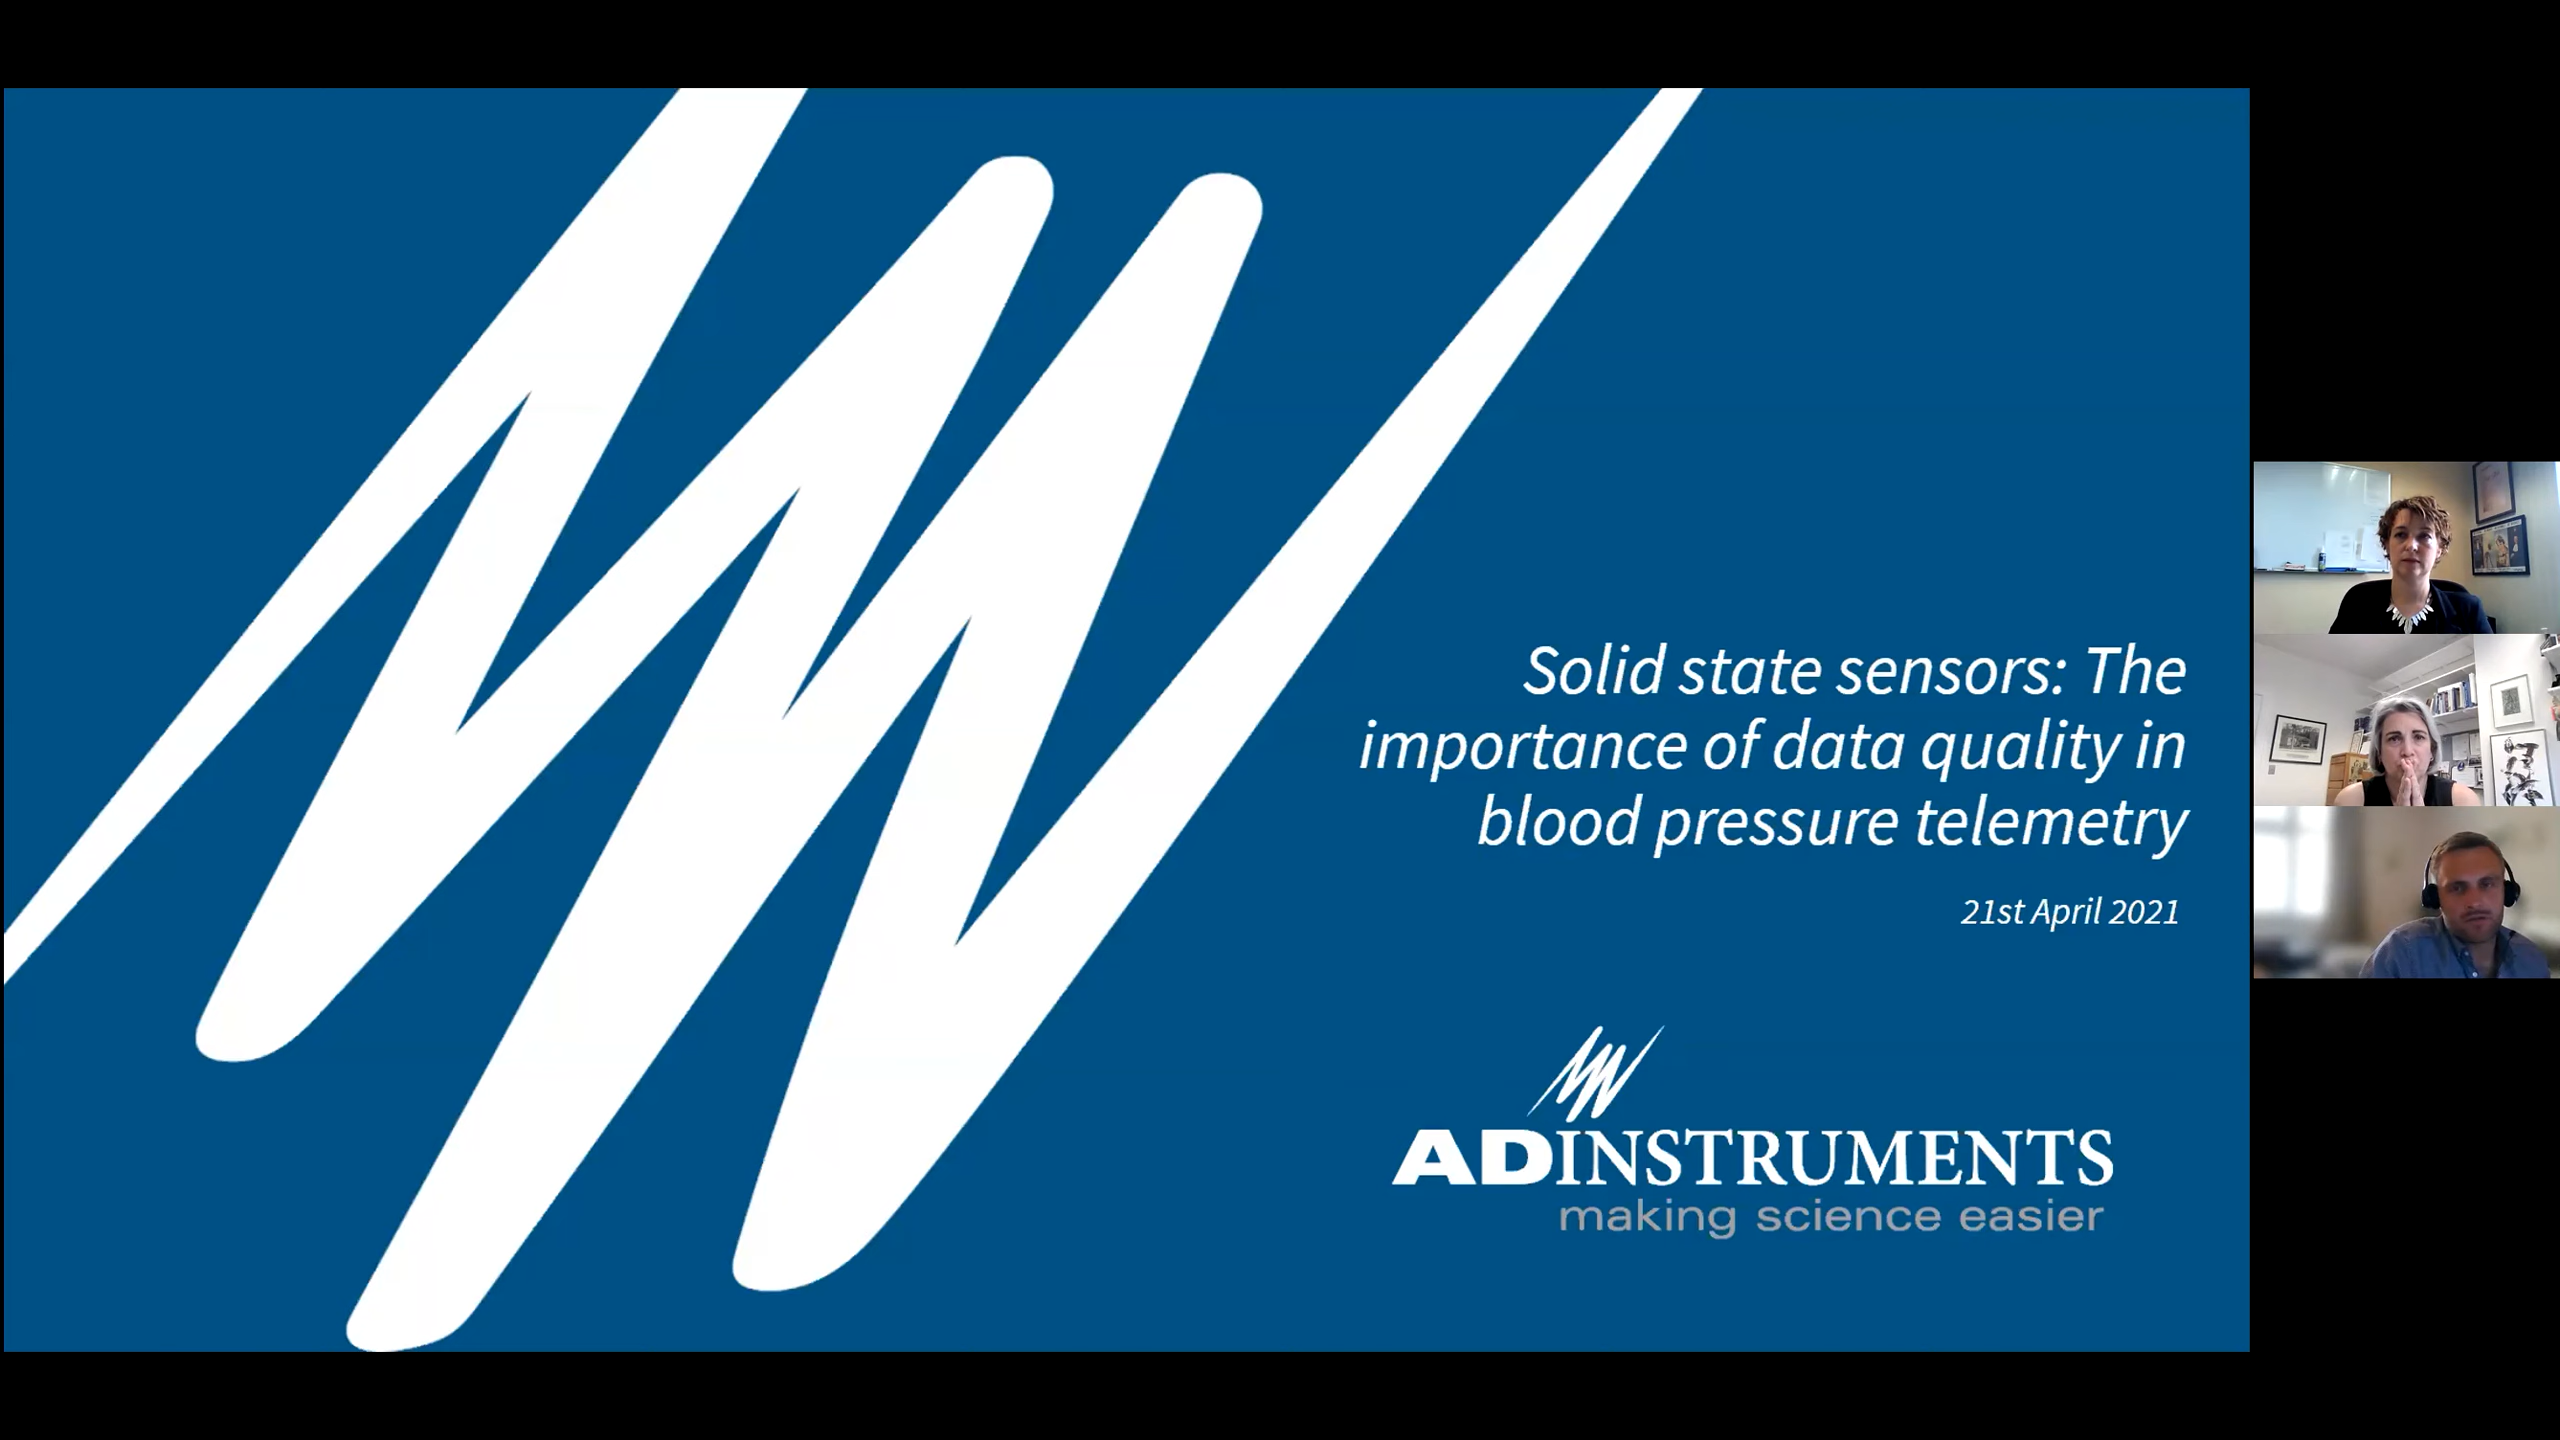 Solid state sensors: The
importance of data quality in
blood pressure telemetry
21st April 2021
ADINSTRUMENTS
making science easier